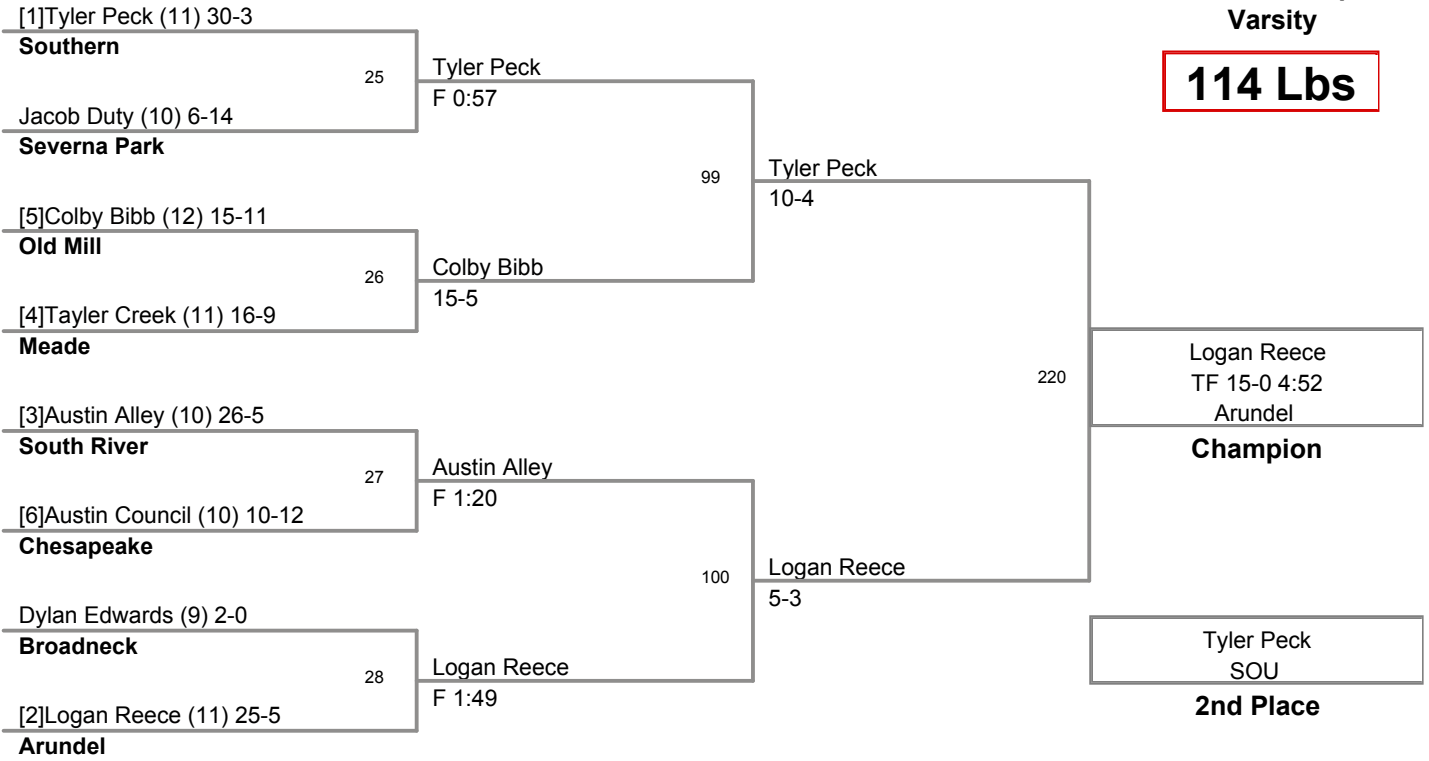 Varsity
114 Lbs
[1]Tyler Peck (11) 30-3
Southern
25
Jacob Duty (10) 6-14
Severna Park
Tyler Peck
F 0:57
[5]Colby Bibb (12) 15-11
Old Mill
26
[4]Tayler Creek (11) 16-9
Meade
Colby Bibb
15-5
99
Tyler Peck
10-4
[3]Austin Alley (10) 26-5
South River
27
[6]Austin Council (10) 10-12
Chesapeake
Austin Alley
F 1:20
Dylan Edwards (9) 2-0
Broadneck
28
[2]Logan Reece (11) 25-5
Arundel
Logan Reece
F 1:49
100
Logan Reece
5-3
220
Logan Reece
TF 15-0 4:52
Arundel
Champion
Tyler Peck
SOU
2nd Place